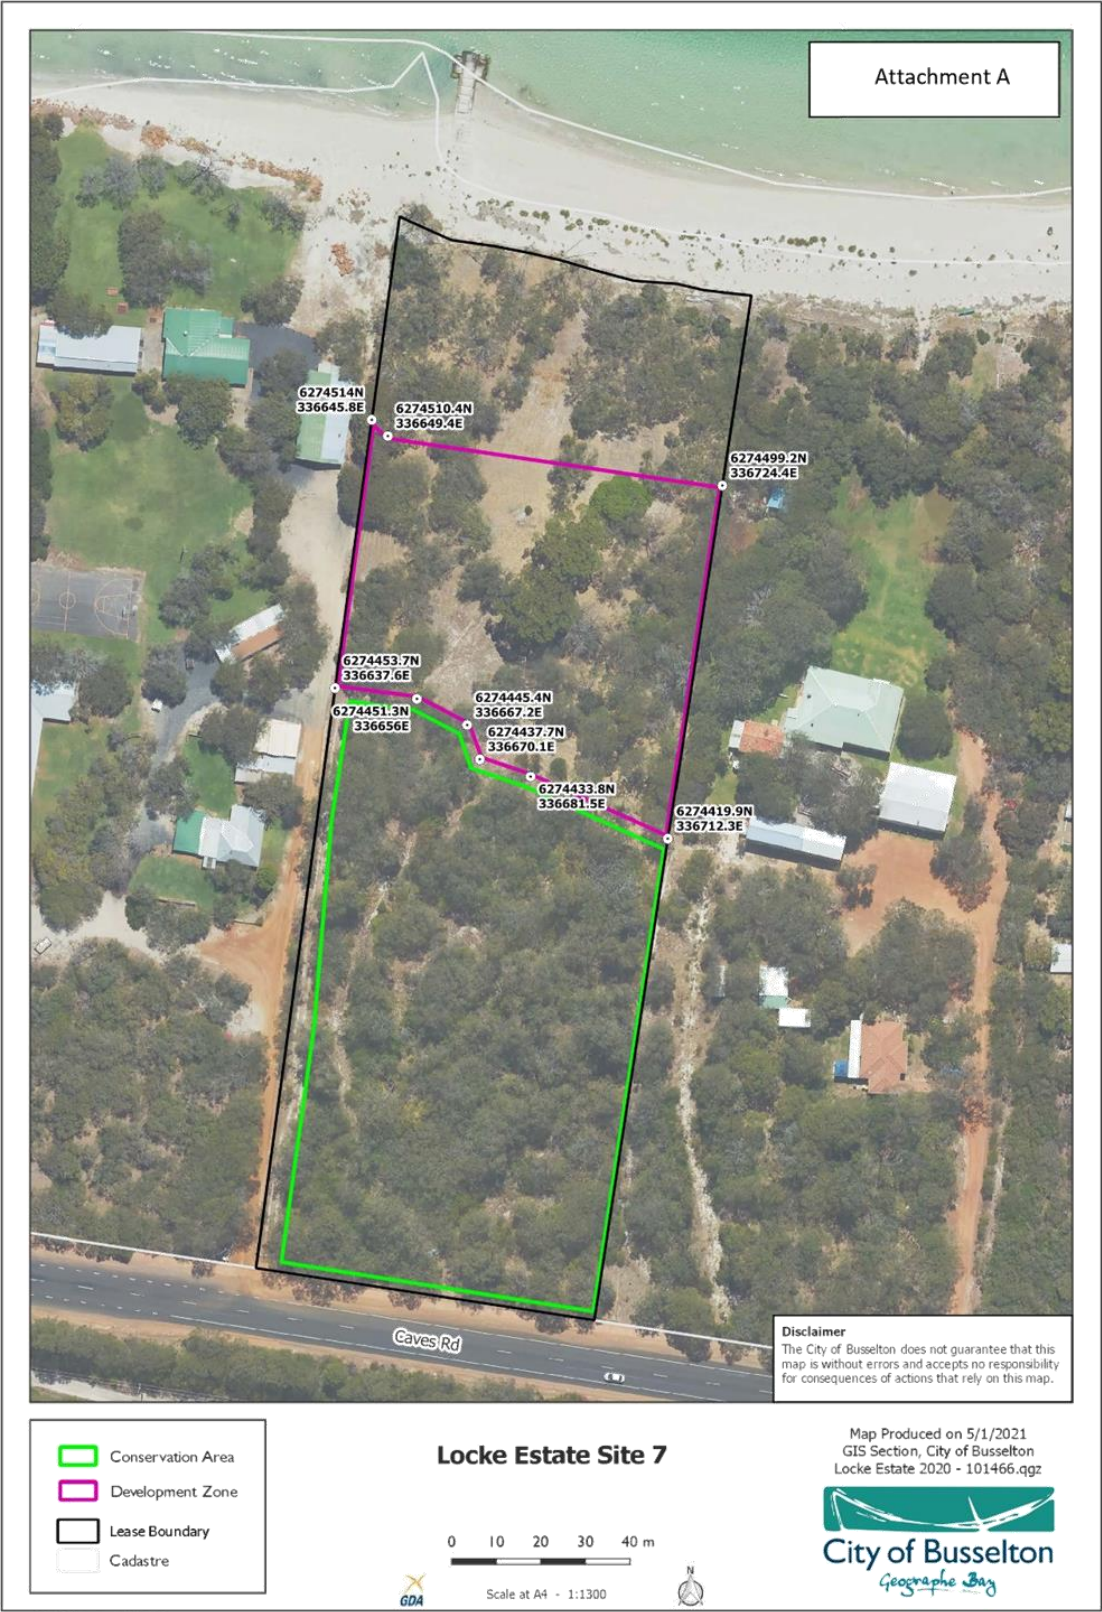 Attachment A
6274514N
336645.8E
6274510.4N
336649.4E
6274499.2N
336724.4E
6274453.7N
336637.6E
6274451.3N
336656E
6274445.4N
336667.2E
6274437.7N
336670.1E
6274433.8N
336681.5E
6274419.9N
336712.3E
Caves Rd
Disclaimer
The City of Busselton does not guarantee that this
map is without errors and accepts no responsibility
for consequences of actions that rely on this map.
Conservation Area
Development Zone
Lease Boundary
Cadastre
Locke Estate Site 7
0 10 20 30 40 m
Scale at A4 - 1:1300
GDA
N
Map Produced on 5/1/2021
GIS Section, City of Busselton
Locke Estate 2020 - 101466.qgz
City of Busselton
Geographe Bay